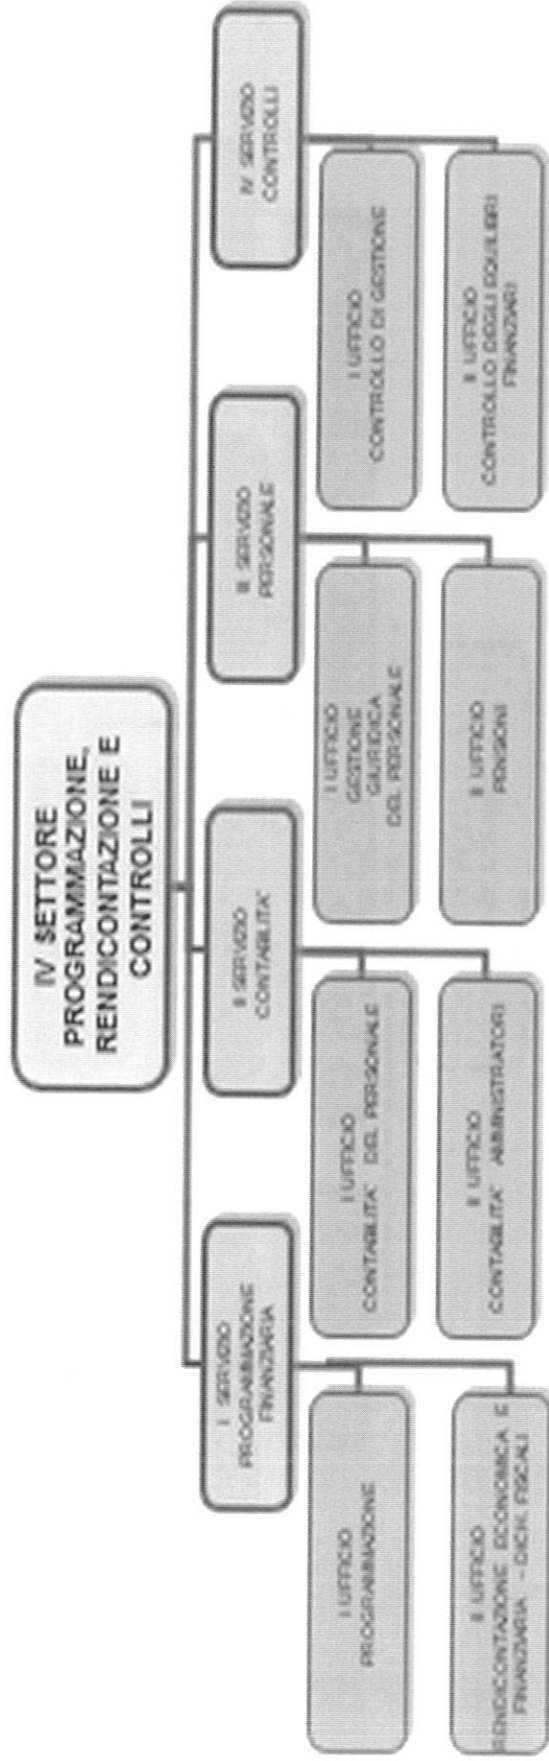 IV SETTORE
PROGRAMMAZIONE,
RENDICONTAZIONE E
CONTROLLI
I SERVIZIO
PROGRAMMAZIONE
FINANZIARIA
II SERVIZIO
CONTABILITA'
III SERVIZIO
PERSONALE
IV SERVIZIO
CONTROLLI
I UFFICIO
PROGRAMMAZIONE
II UFFICIO
RENDICONTAZIONE ECONOMICA E
FINANZIARIA - DICH. FISCALI
I UFFICIO
CONTABILITA' DEL PERSONALE
II UFFICIO
CONTABILITA' AMMINISTRATORI
I UFFICIO
GESTIONE
GIURIDICA
DEL PERSONALE
II UFFICIO
PENSIONI
I UFFICIO
CONTROLLO DI GESTIONE
II UFFICIO
CONTROLLO DEGLI EQUILIBRI
FINANZIARI